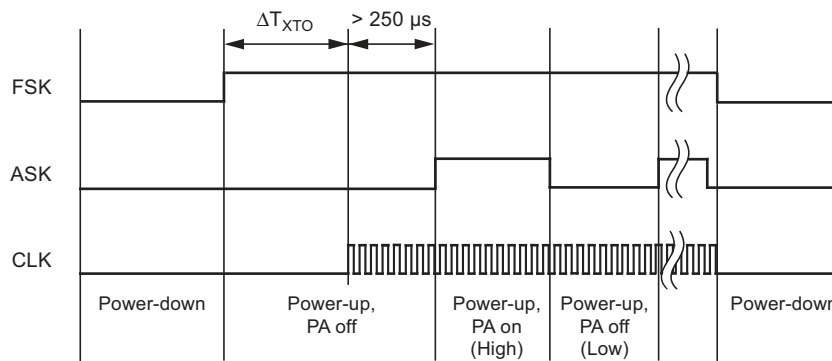 ΔTXTO > 250 µs
FSK
ASK
CLK
Power-down
Power-up,
PA off
Power-up,
PA on
(High)
Power-up,
PA off
(Low)
Power-down